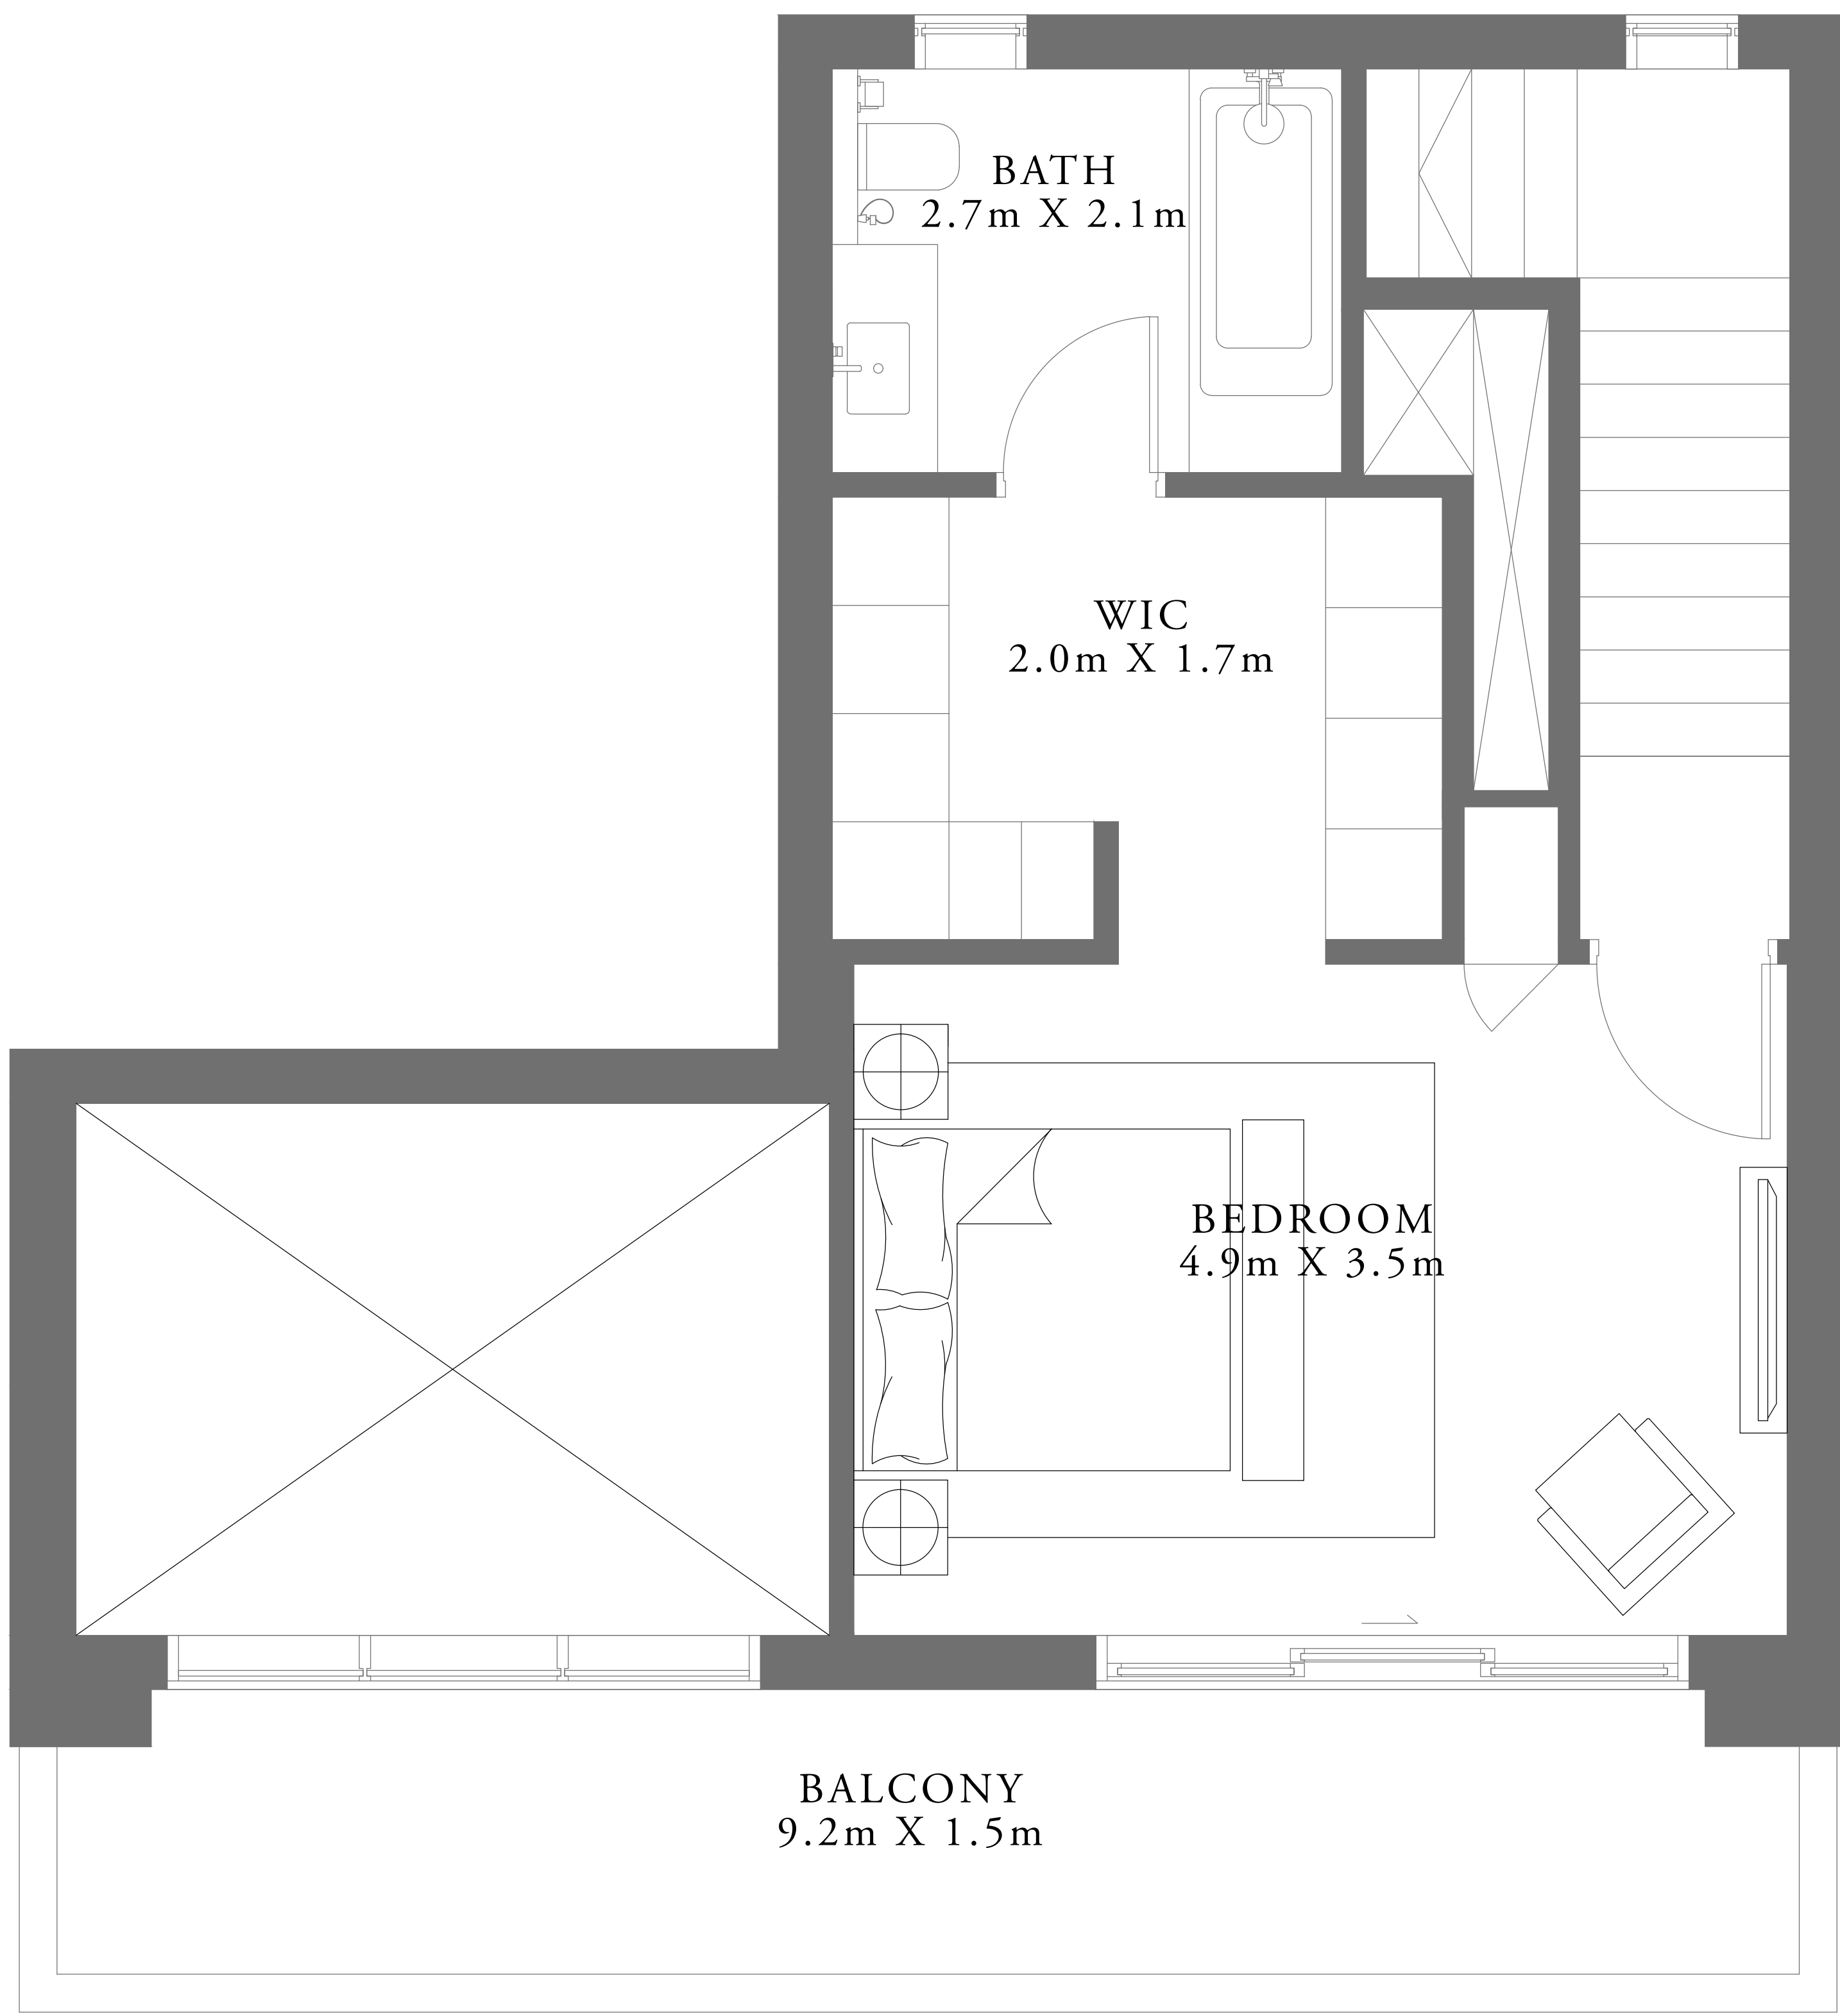 BATH
2.7m X 2.1m
WIC
2.0m X 1.7m
BEDROOM
4.9m X 3.5m
BALCONY
9.2m X 1.5m